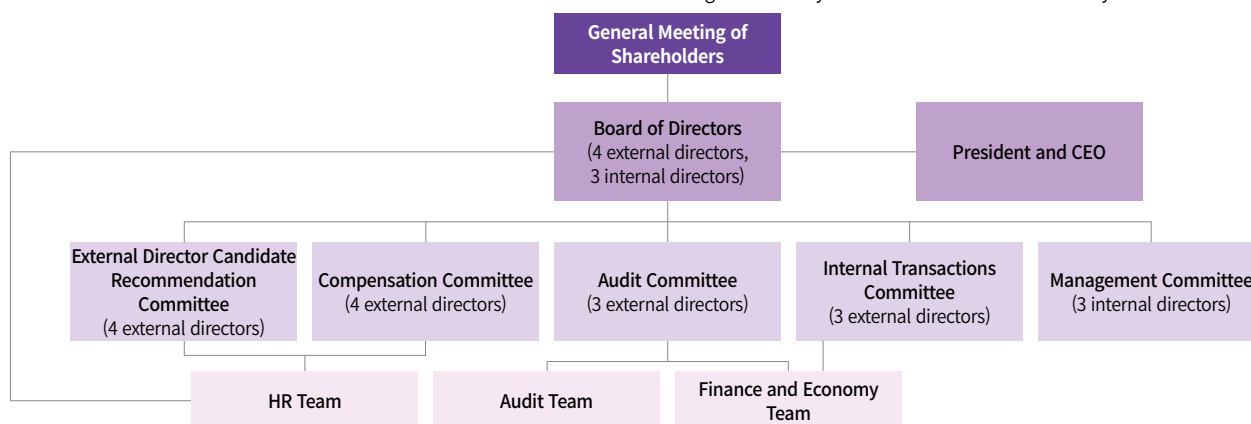 General Meeting of
Shareholders
Board of Directors
(4 external directors,
3 internal directors)
President and CEO
External Director Candidate
Recommendation
Committee
(4 external directors)
Compensation Committee
(4 external directors)
Audit Committee
(3 external directors)
Internal Transactions
Committee
(3 external directors)
Management Committee
(3 internal directors)
HR Team
Audit Team
Finance and Economy
Team